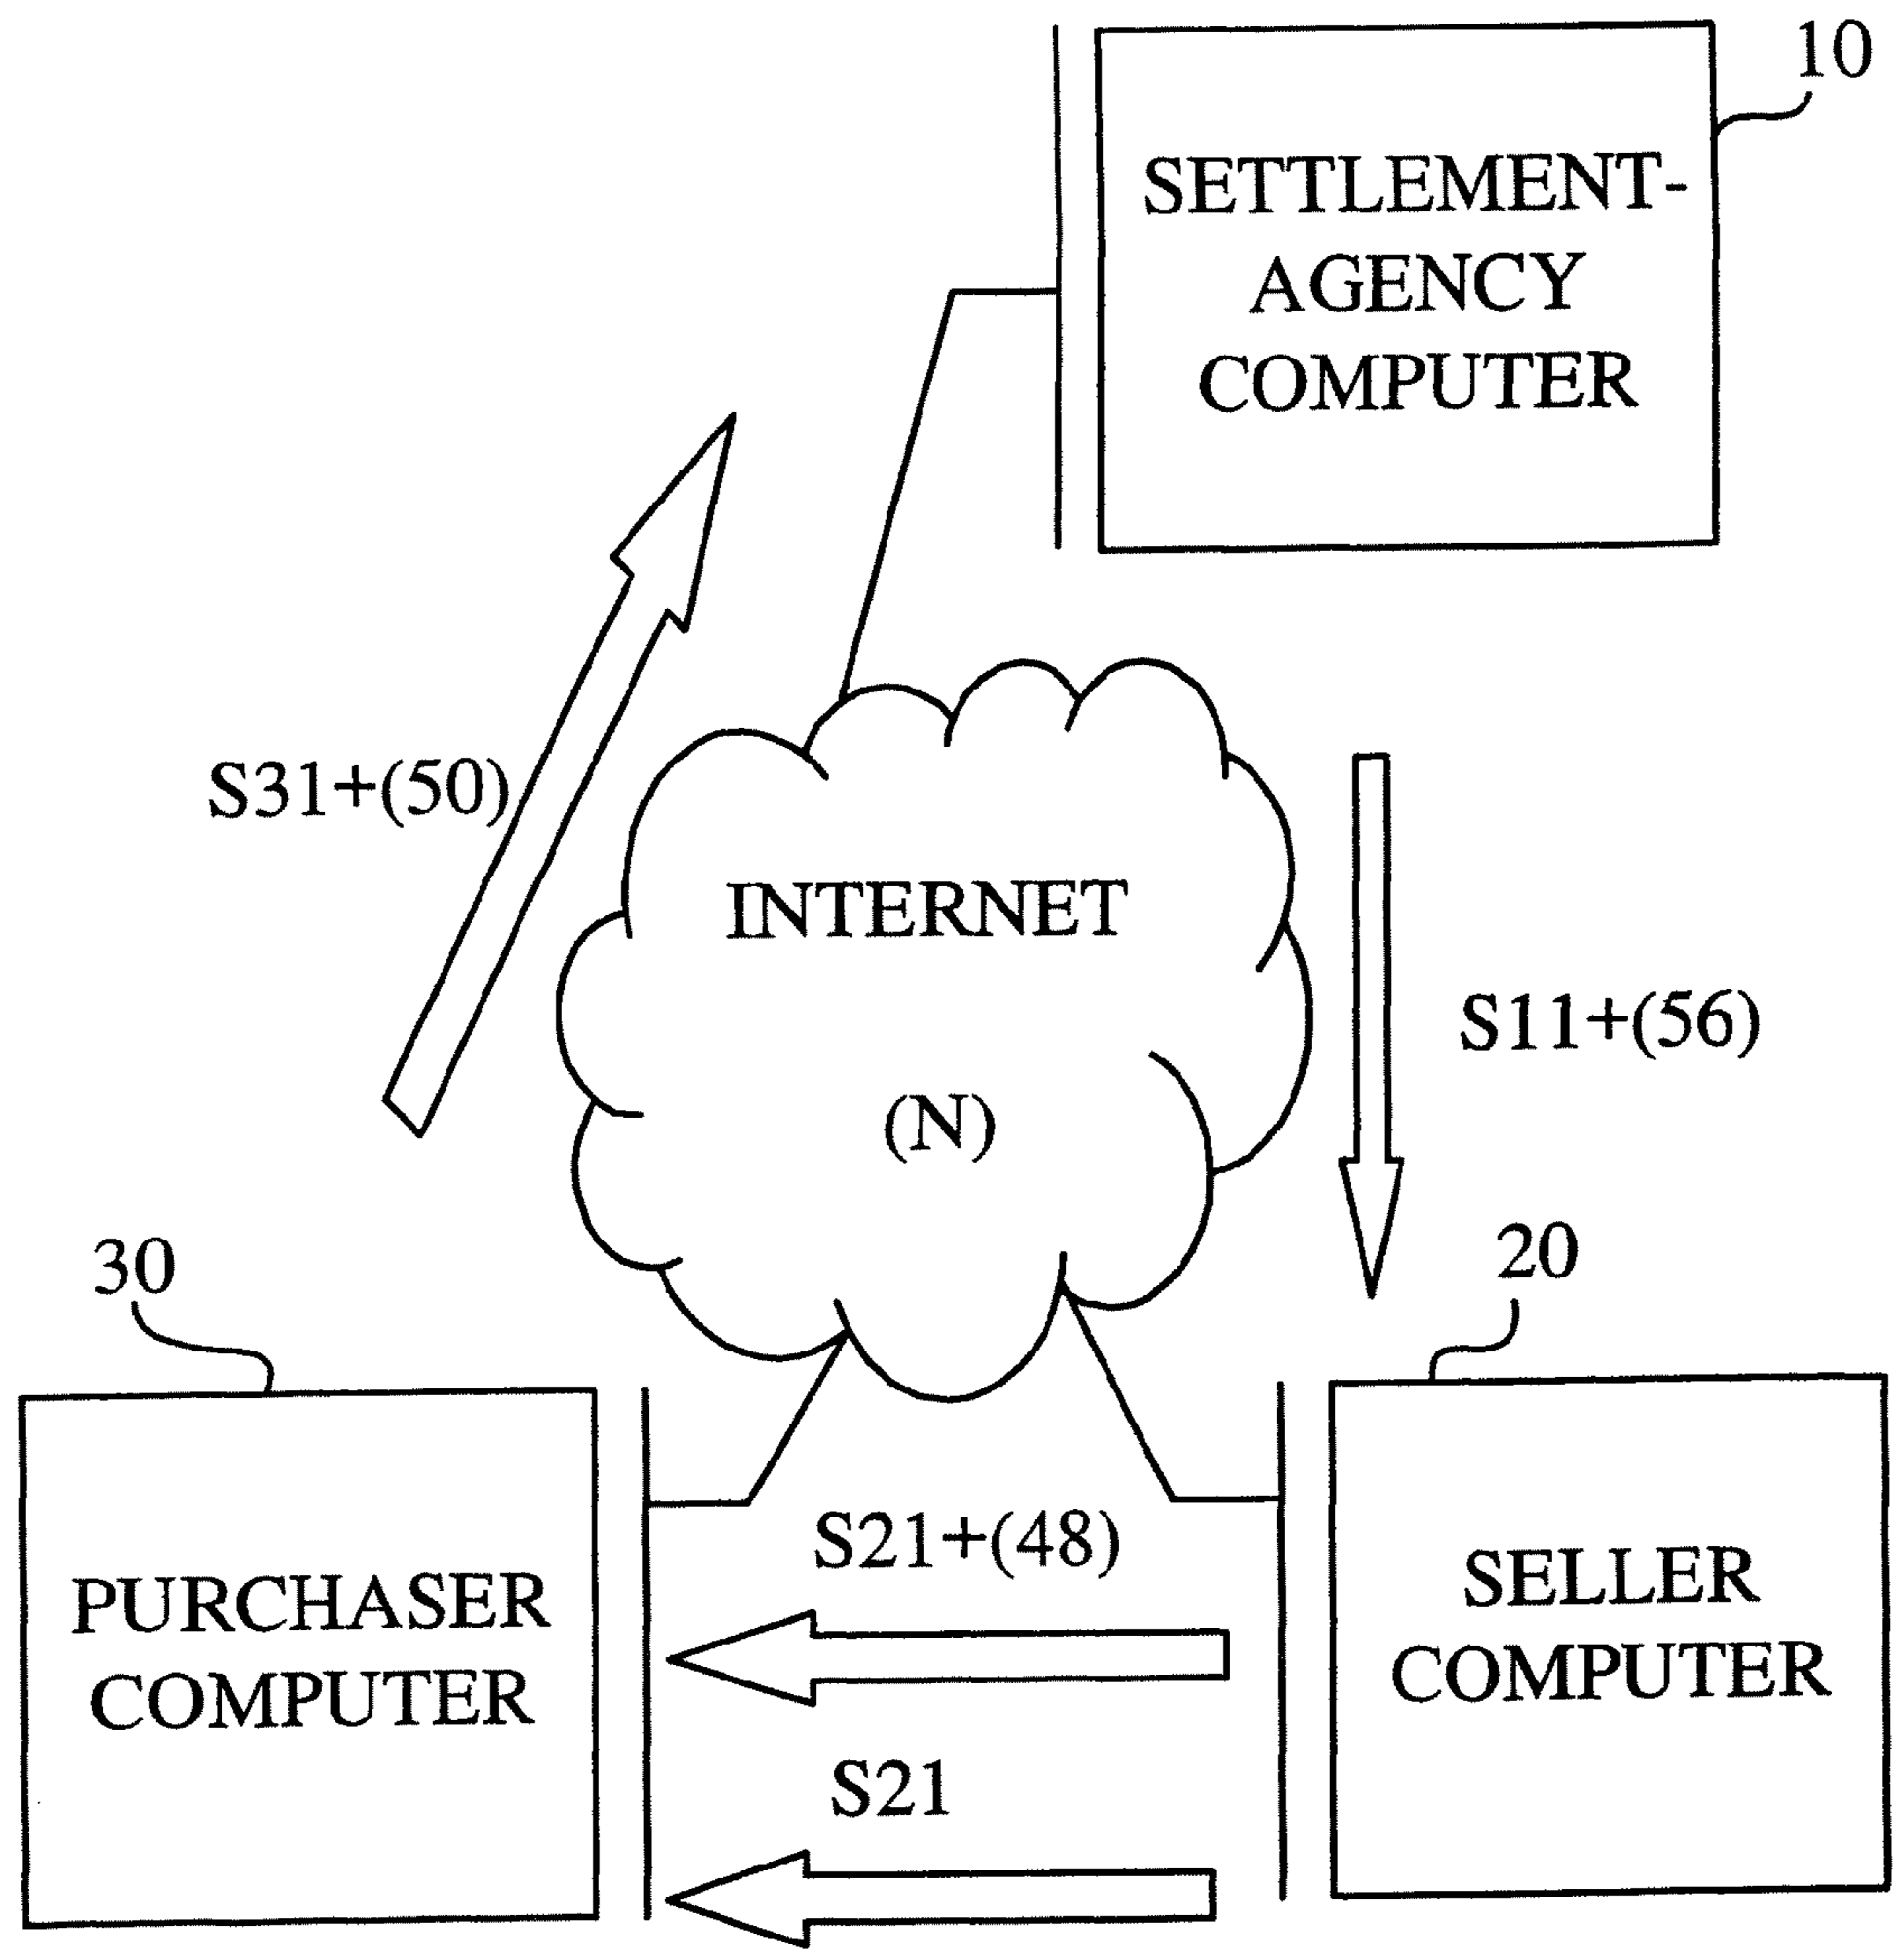 10
SETTLEMENT-
AGENCY
COMPUTER
S31+(50)
INTERNET
(N)
S11+(56)
30
20
PURCHASER
COMPUTER
S21+(48)
S21
SELLER
COMPUTER